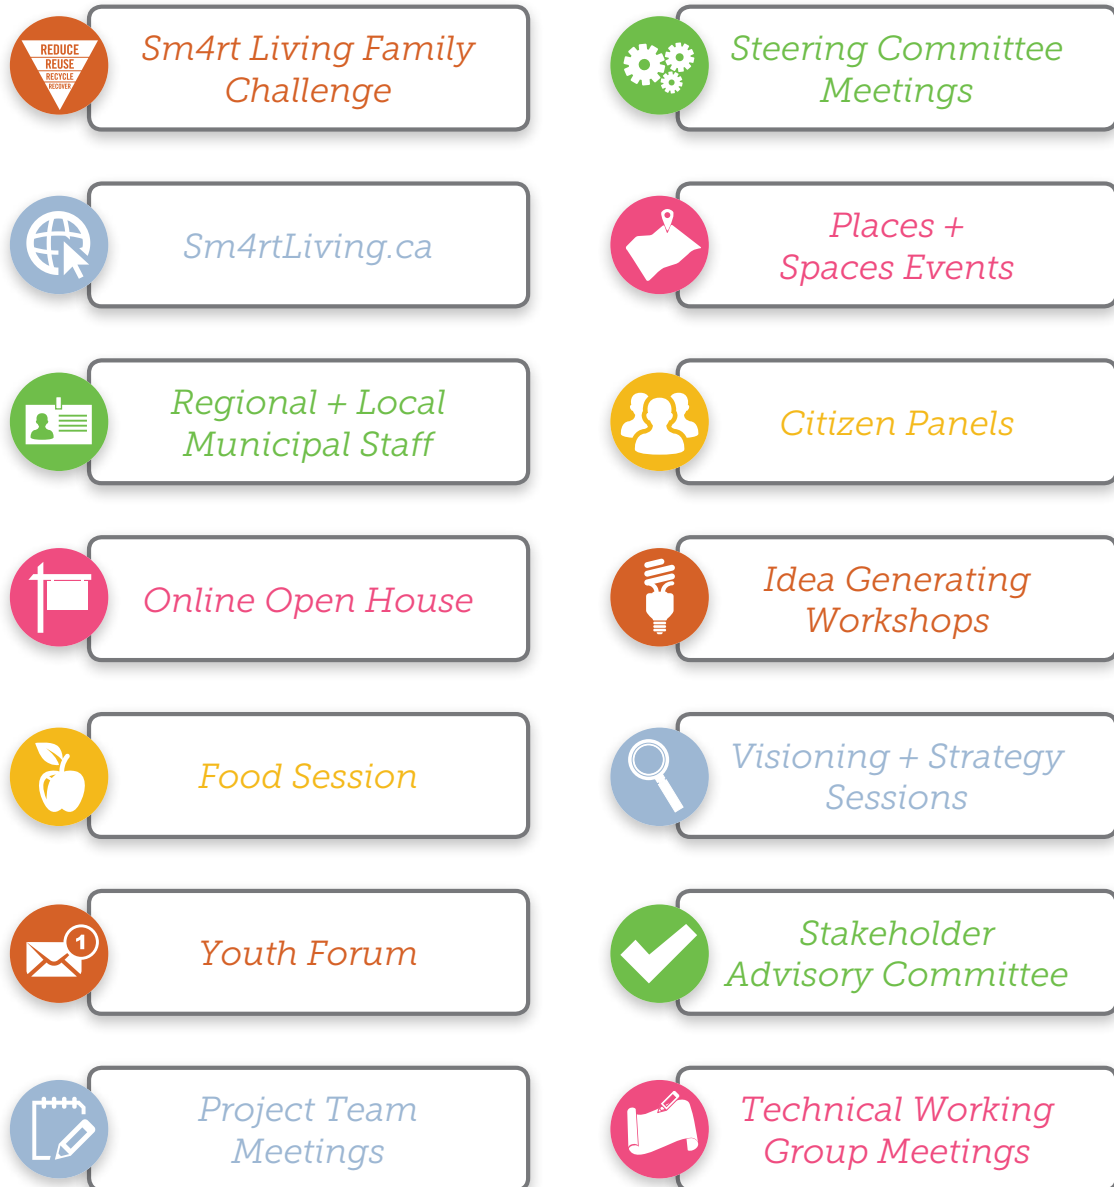 REDUCE
REUSE
RECYCLE
RECOVER
Sm4rt Living Family
Challenge
Steering Committee
Meetings
Sm4rtLiving.ca
Places +
Spaces Events
Regional + Local
Municipal Staff
Citizen Panels
Online Open House
Idea Generating
Workshops
Food Session
Visioning + Strategy
Sessions
1
Youth Forum
Stakeholder
Advisory Committee
Project Team
Meetings
Technical Working
Group Meetings